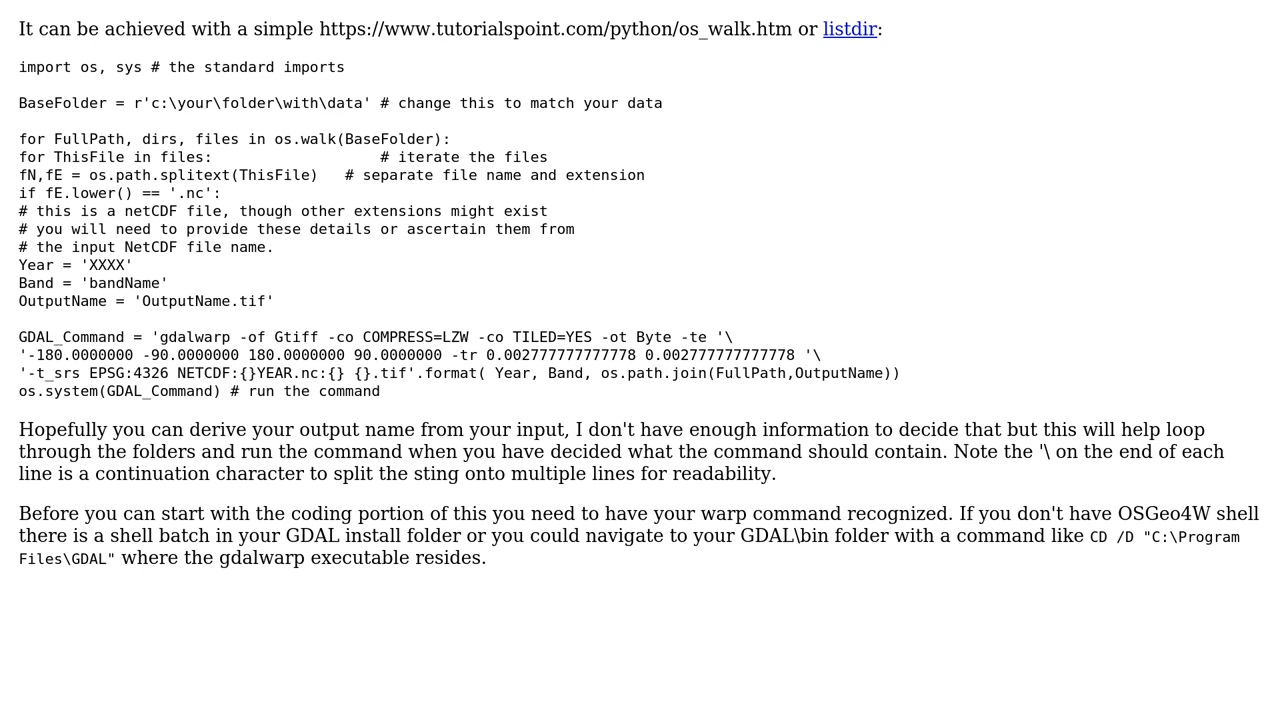 It can be achieved with a simple https://www.tutorialspoint.com/python/os_walk.htm or listdir:
import os, sys # the standard imports
BaseFolder = r'c:\your\folder\with\data' # change this to match your data
for FullPath, dirs, files in os.walk(BaseFolder):
for ThisFile in files:                   # iterate the files
fN,fE = os.path.splitext(ThisFile)   # separate file name and extension
if fE.lower() == '.nc':
# this is a netCDF file, though other extensions might exist
# you will need to provide these details or ascertain them from
# the input NetCDF file name.
Year = 'XXXX'
Band = 'bandName'
OutputName = 'OutputName.tif'
GDAL_Command = 'gdalwarp -of Gtiff -co COMPRESS=LZW -co TILED=YES -ot Byte -te '\
'-180.0000000 -90.0000000 180.0000000 90.0000000 -tr 0.002777777777778 0.002777777777778 '\
'-t_srs EPSG:4326 NETCDF:{}YEAR.nc:{} {}.tif'.format( Year, Band, os.path.join(FullPath,OutputName))
os.system(GDAL_Command) # run the command
Hopefully you can derive your output name from your input, I don't have enough information to decide that but this will help loop
through the folders and run the command when you have decided what the command should contain. Note the '\ on the end of each
line is a continuation character to split the sting onto multiple lines for readability.
Before you can start with the coding portion of this you need to have your warp command recognized. If you don't have OSGeo4W shell
there is a shell batch in your GDAL install folder or you could navigate to your GDAL\bin folder with a command like CD /D "C:\Program
Files\GDAL" where the gdalwarp executable resides.